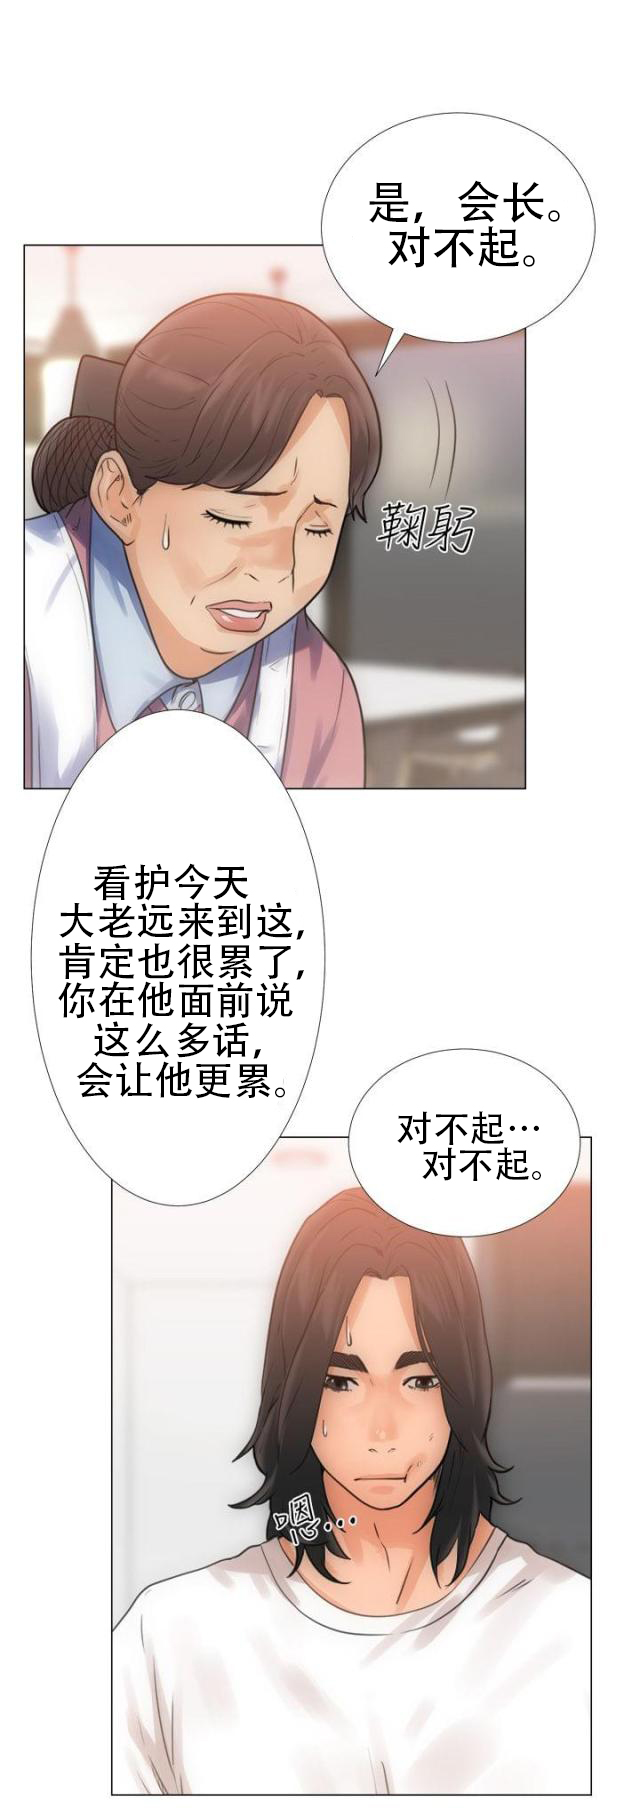 是，会长。
对不起。
鞠躬
看护今天
大老远来到这,
肯定也很累了,
你在他面前说
这么多话,
会让他更累。
对不起…
对不起。
嗯…